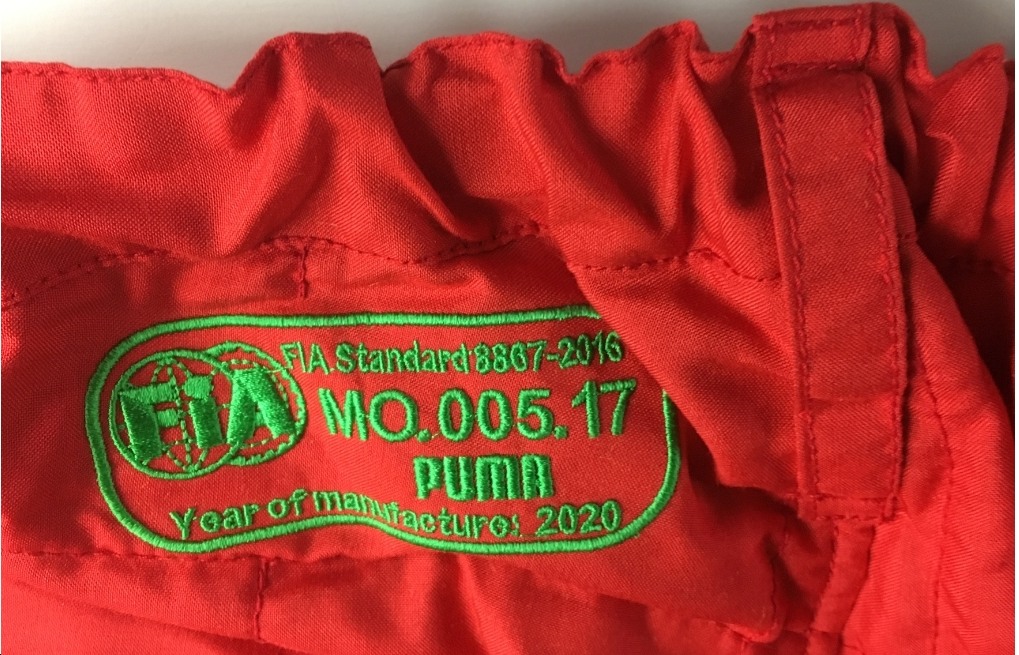 FIA
FIA Standard 8867-2016
MO.005.17
PUMA
Year of manufacture: 2020